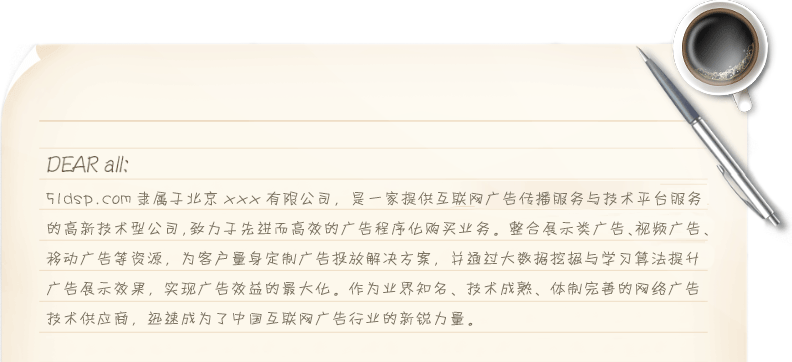 DEAR all:
51dsp.com 隶属于北京 xxx 有限公司，是一家提供互联网广告传播服务与技术平台服务
的高新技术型公司,致力于先进而高效的广告程序化购买业务。整合展示类广告、视频广告、
移动广告等资源，为客户量身定制广告投放解决方案，并通过大数据挖掘与学习算法提升
广告展示效果，实现广告效益的最大化。作为业界知名、技术成熟、体制完善的网络广告
技术供应商，迅速成为了中国互联网广告行业的新锐力量。